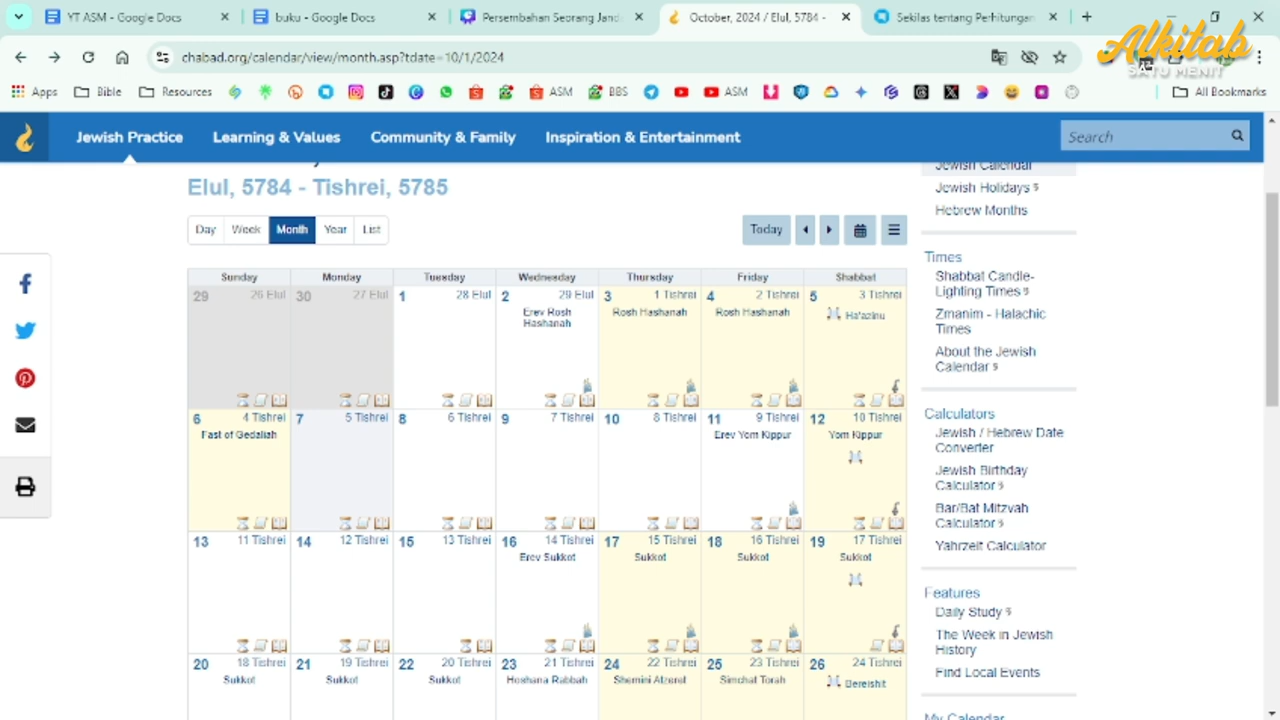 YT ASM - Google Docs
buku - Google Docs
Persembahan Seorang Jand
October, 2024 / Elul, 5784 -
Sekilas tentang Perhitungan
Alkitab
SATU MENIT
chabad.org/calendar/view/month.asp?tdate=10/1/2024
Apps Bible Resources ASM BBS ASM All Bookmarks
Jewish Practice Learning & Values Community & Family Inspiration & Entertainment Search
Elul, 5784 - Tishrei, 5785
Day Week Month Year List Today
Sunday Monday Tuesday Wednesday Thursday Friday Shabbat
29 26 Elul 30 27 Elul 1 28 Elul 2 29 Elul 3 1 Tishrei 4 2 Tishrei 5 3 Tishrei
Erev Rosh Hashanah Rosh Hashanah Rosh Hashanah Ha'azinu
6 4 Tishrei 7 5 Tishrei 8 6 Tishrei 9 7 Tishrei 10 8 Tishrei 11 9 Tishrei 12 10 Tishrei
Fast of Gedaliah Erev Yom Kippur Yom Kippur
13 11 Tishrei 14 12 Tishrei 15 13 Tishrei 16 14 Tishrei 17 15 Tishrei 18 16 Tishrei 19 17 Tishrei
Erev Sukkot Sukkot Sukkot Sukkot
20 18 Tishrei 21 19 Tishrei 22 20 Tishrei 23 21 Tishrei 24 22 Tishrei 25 23 Tishrei 26 24 Tishrei
Sukkot Sukkot Sukkot Hoshana Rabbah Shemini Atzeret Simchat Torah Bereishit
Jewish Calendar
Jewish Holidays
Hebrew Months
Times
Shabbat Candle-
Lighting Times
Zmanim - Halachic
Times
About the Jewish
Calendar
Calculators
Jewish / Hebrew Date
Converter
Jewish Birthday
Calculator
Bar/Bat Mitzvah
Calculator
Yahrzeit Calculator
Features
Daily Study
The Week in Jewish
History
Find Local Events
My Calendar